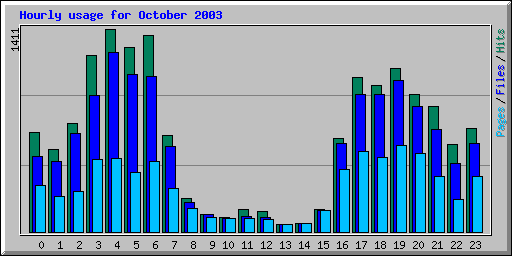 Hourly usage for October 2003
1411
Pages / Files / Hits
0 1 2 3 4 5 6 7 8 9 10 11 12 13 14 15 16 17 18 19 20 21 22 23